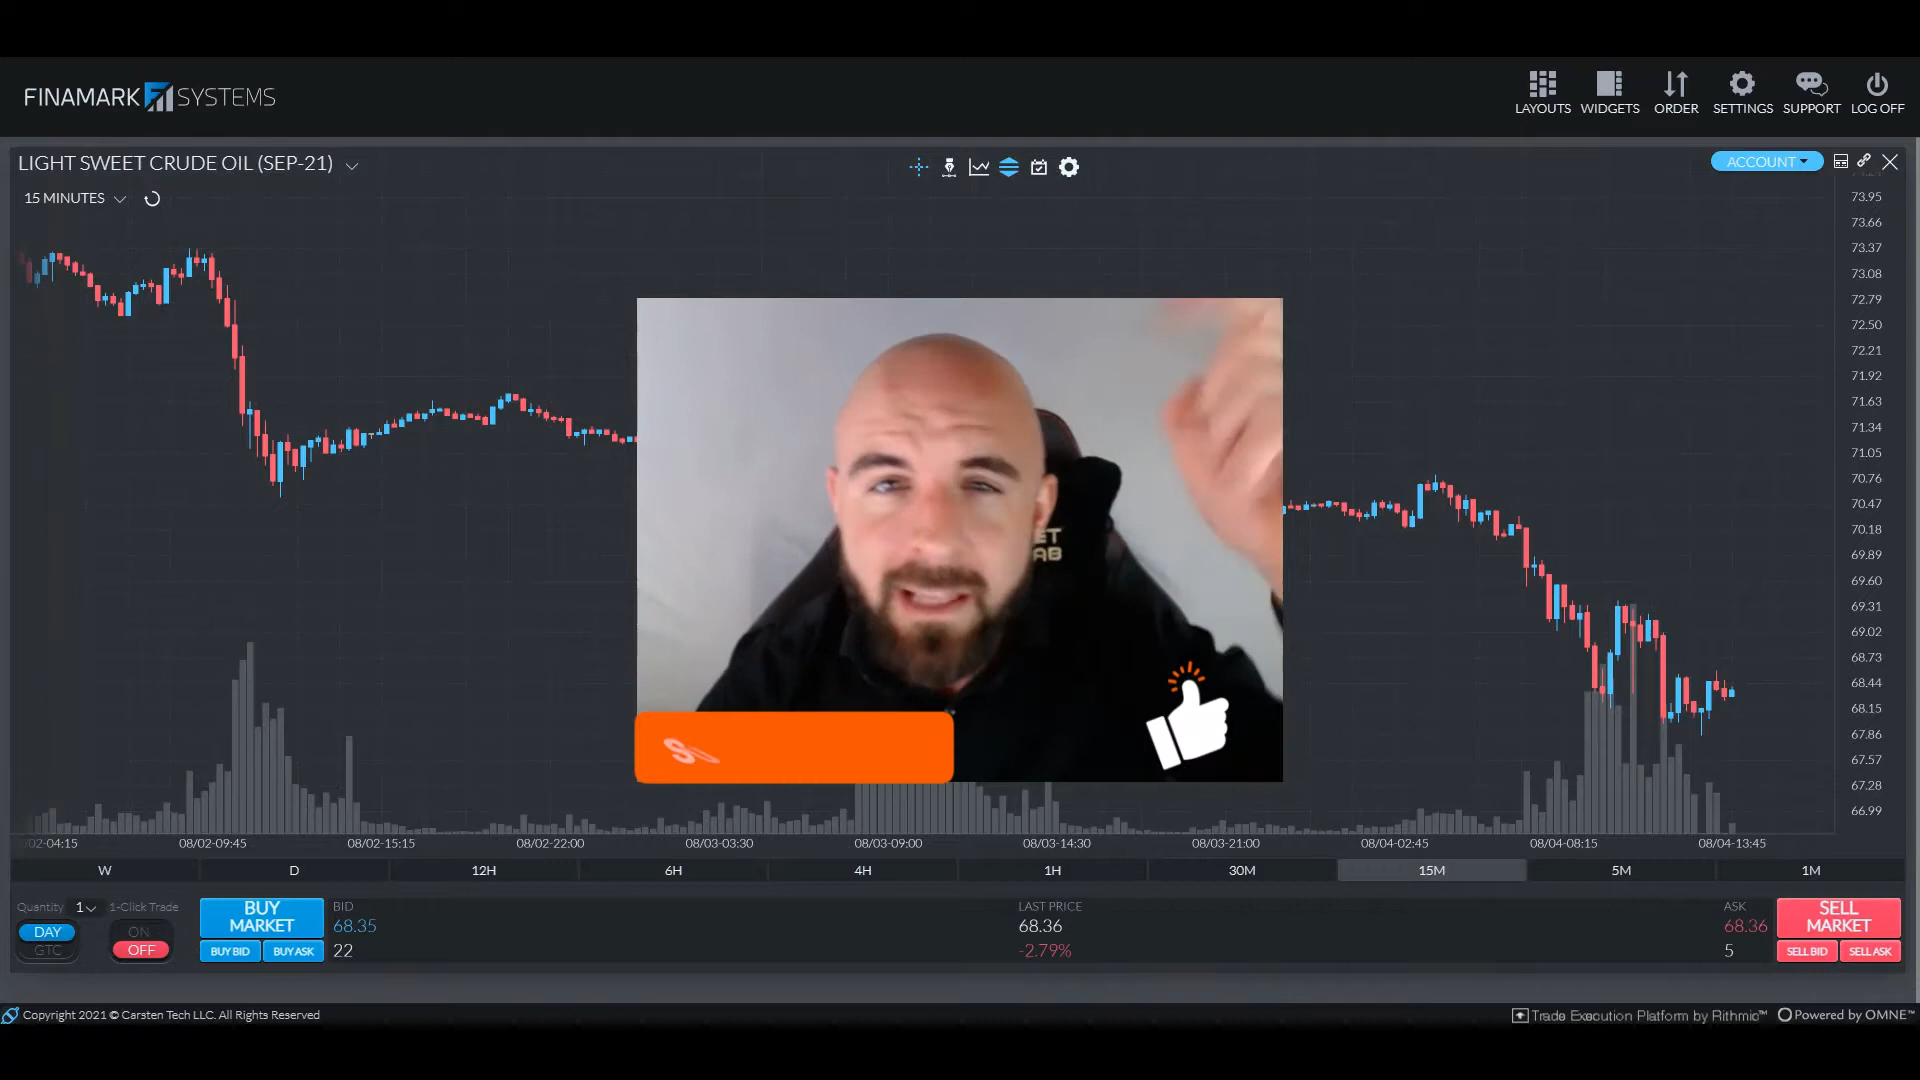 FINAMARK SYSTEMS
LAYOUTS WIDGETS ORDER SETTINGS SUPPORT LOG OFF
LIGHT SWEET CRUDE OIL (SEP-21)
ACCOUNT
15 MINUTES
73.95
73.66
73.37
73.08
72.79
72.50
72.21
71.92
71.63
71.34
71.05
70.76
70.47
70.18
69.89
69.60
69.31
69.02
68.73
68.44
68.15
67.86
67.57
67.28
66.99
ET
AB
02-04:15 08/02-09:45 08/02-15:15 08/02-22:00 08/03-03:30 08/03-09:00 08/03-14:30 08/03-21:00 08/04-02:45 08/04-08:15 08/04-13:45
W D 12H 6H 4H 1H 30M 15M 5M 1M
Quantity 1 1-Click Trade
DAY
GTC
ON
OFF
BUY
MARKET
BUY BID BUY ASK
BID
68.35
22
LAST PRICE
68.36
-2.79%
ASK
68.36
5
SELL
MARKET
SELL BID SELL ASK
Copyright 2021 © Carsten Tech LLC. All Rights Reserved
Trade Execution Platform by Rithmic™ Powered by OMNE™